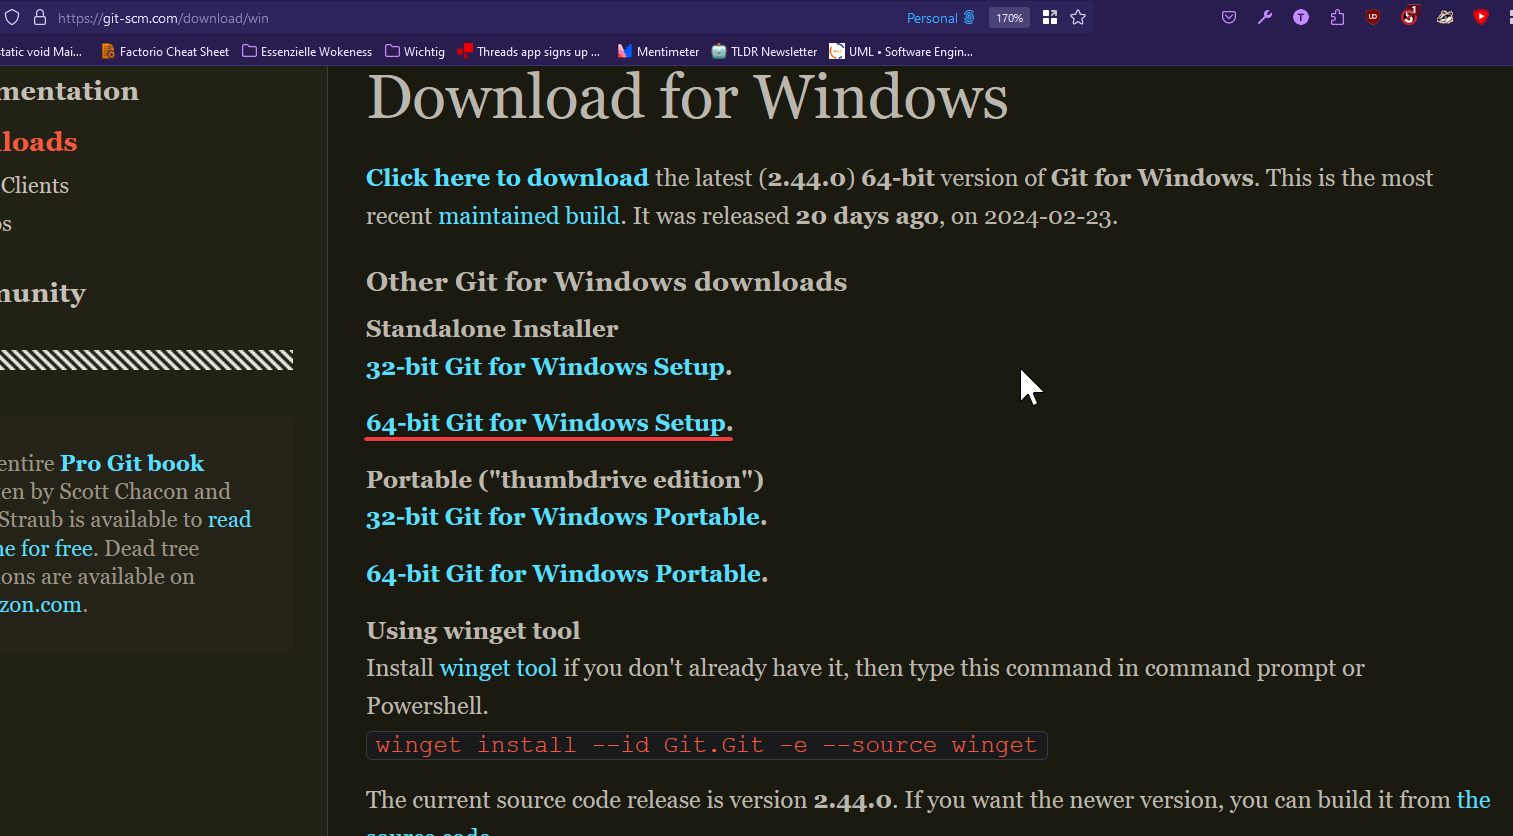 https://git-scm.com/download/win
Personal
170%
tatic void Mai...
Factorio Cheat Sheet
Essenzielle Wokeness
Wichtig
Threads app signs up ...
Mentimeter
TLDR Newsletter
UML • Software Engin...
mentation
loads
Clients
s
munity
entire Pro Git book
ten by Scott Chacon and
Straub is available to read
ne for free. Dead tree
ions are available on
zon.com.
Download for Windows
Click here to download the latest (2.44.0) 64-bit version of Git for Windows. This is the most
recent maintained build. It was released 20 days ago, on 2024-02-23.
Other Git for Windows downloads
Standalone Installer
32-bit Git for Windows Setup.
64-bit Git for Windows Setup.
Portable ("thumbdrive edition")
32-bit Git for Windows Portable.
64-bit Git for Windows Portable.
Using winget tool
Install winget tool if you don't already have it, then type this command in command prompt or
Powershell.
winget install --id Git.Git -e --source winget
The current source code release is version 2.44.0. If you want the newer version, you can build it from the
source code.